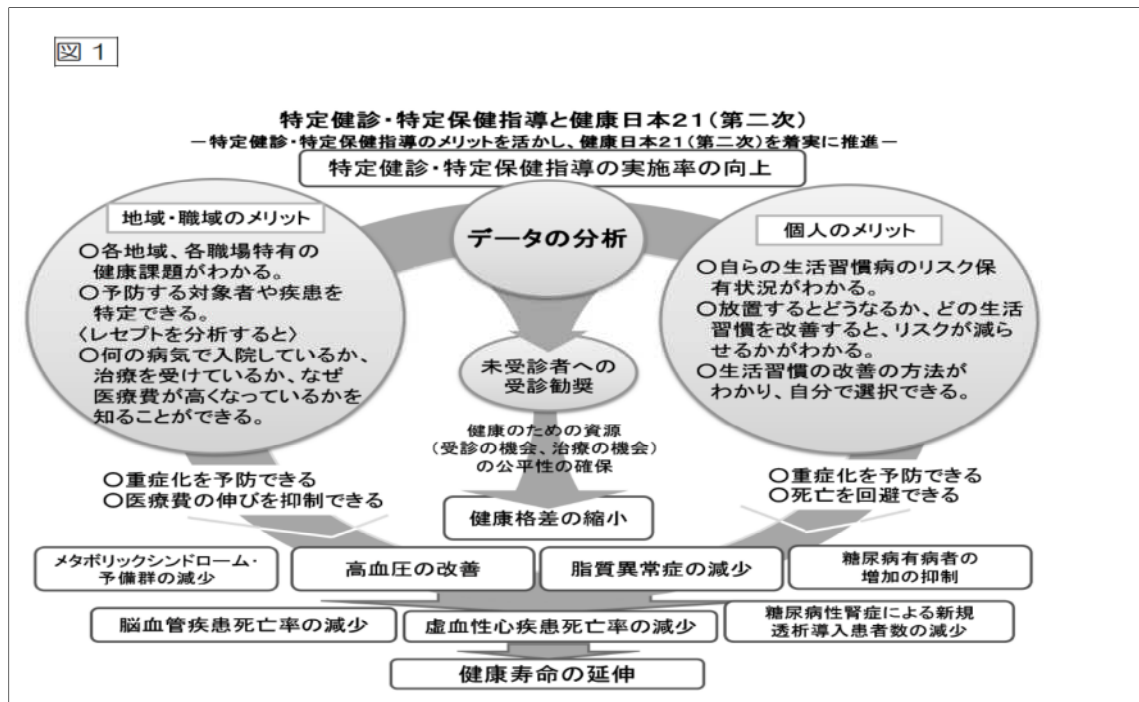 図 1
特定健診・特定保健指導と健康日本21(第二次)
－特定健診・特定保健指導のメリットを活かし、健康日本21(第二次)を着実に推進－
特定健診・特定保健指導の実施率の向上
地域・職域のメリット
○各地域、各職場特有の
健康課題がわかる。
○予防する対象者や疾患を
特定できる。
〈レセプトを分析すると〉
○何の病気で入院しているか、
治療を受けているか、なぜ
医療費が高くなっているかを
知ることができる。
データの分析
個人のメリット
○自らの生活習慣病のリスク保
有状況がわかる。
○放置するとどうなるか、どの生活
習慣を改善すると、リスクが減ら
せるかがわかる。
○生活習慣の改善の方法が
わかり、自分で選択できる。
未受診者への
受診勧奨
健康のための資源
(受診の機会、治療の機会)
の公平性の確保
○重症化を予防できる
○医療費の伸びを抑制できる
○重症化を予防できる
○死亡を回避できる
健康格差の縮小
メタボリックシンドローム・
予備群の減少
高血圧の改善
脂質異常症の減少
糖尿病有病者の
増加の抑制
脳血管疾患死亡率の減少
虚血性心疾患死亡率の減少
糖尿病性腎症による新規
透析導入患者数の減少
健康寿命の延伸